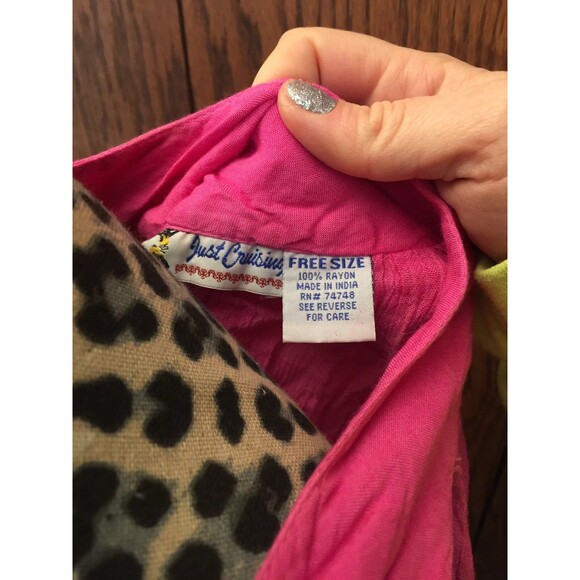 Just Cruising
FREE SIZE
100% RAYON
MADE IN INDIA
RN# 74748
SEE REVERSE
FOR CARE